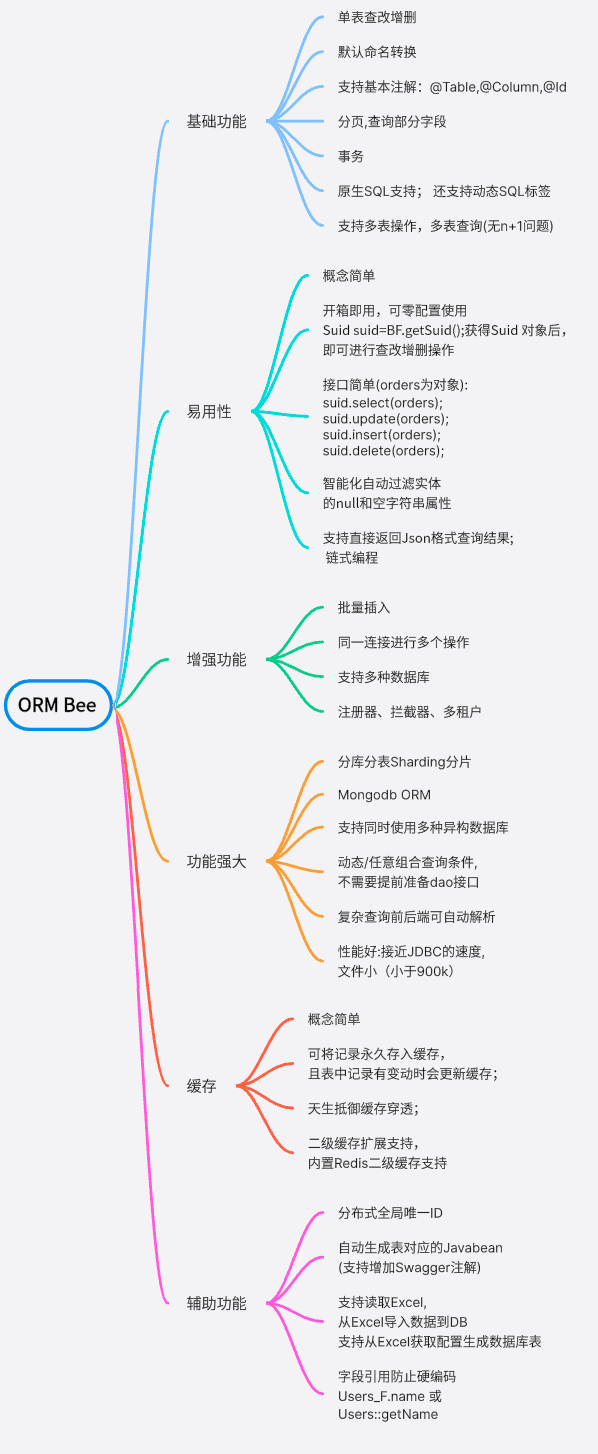 ORM Bee
基础功能
单表查改增删
默认命名转换
支持基本注解：@Table,@Column,@Id
分页,查询部分字段
事务
原生SQL支持； 还支持动态SQL标签
支持多表操作，多表查询(无n+1问题)
易用性
概念简单
开箱即用，可零配置使用
Suid suid=BF.getSuid();获得Suid 对象后，
即可进行查改增删操作
接口简单(orders为对象):
suid.select(orders);
suid.update(orders);
suid.insert(orders);
suid.delete(orders);
智能化自动过滤实体
的null和空字符串属性
支持直接返回Json格式查询结果;
链式编程
增强功能
批量插入
同一连接进行多个操作
支持多种数据库
注册器、拦截器、多租户
功能强大
分库分表Sharding分片
Mongodb ORM
支持同时使用多种异构数据库
动态/任意组合查询条件,
不需要提前准备dao接口
复杂查询前后端可自动解析
性能好:接近JDBC的速度,
文件小（小于900k）
缓存
概念简单
可将记录永久存入缓存，
且表中记录有变动时会更新缓存；
天生抵御缓存穿透；
二级缓存扩展支持，
内置Redis二级缓存支持
辅助功能
分布式全局唯一ID
自动生成表对应的Javabean
(支持增加Swagger注解)
支持读取Excel,
从Excel导入数据到DB
支持从Excel获取配置生成数据库表
字段引用防止硬编码
Users_F.name 或
Users::getName